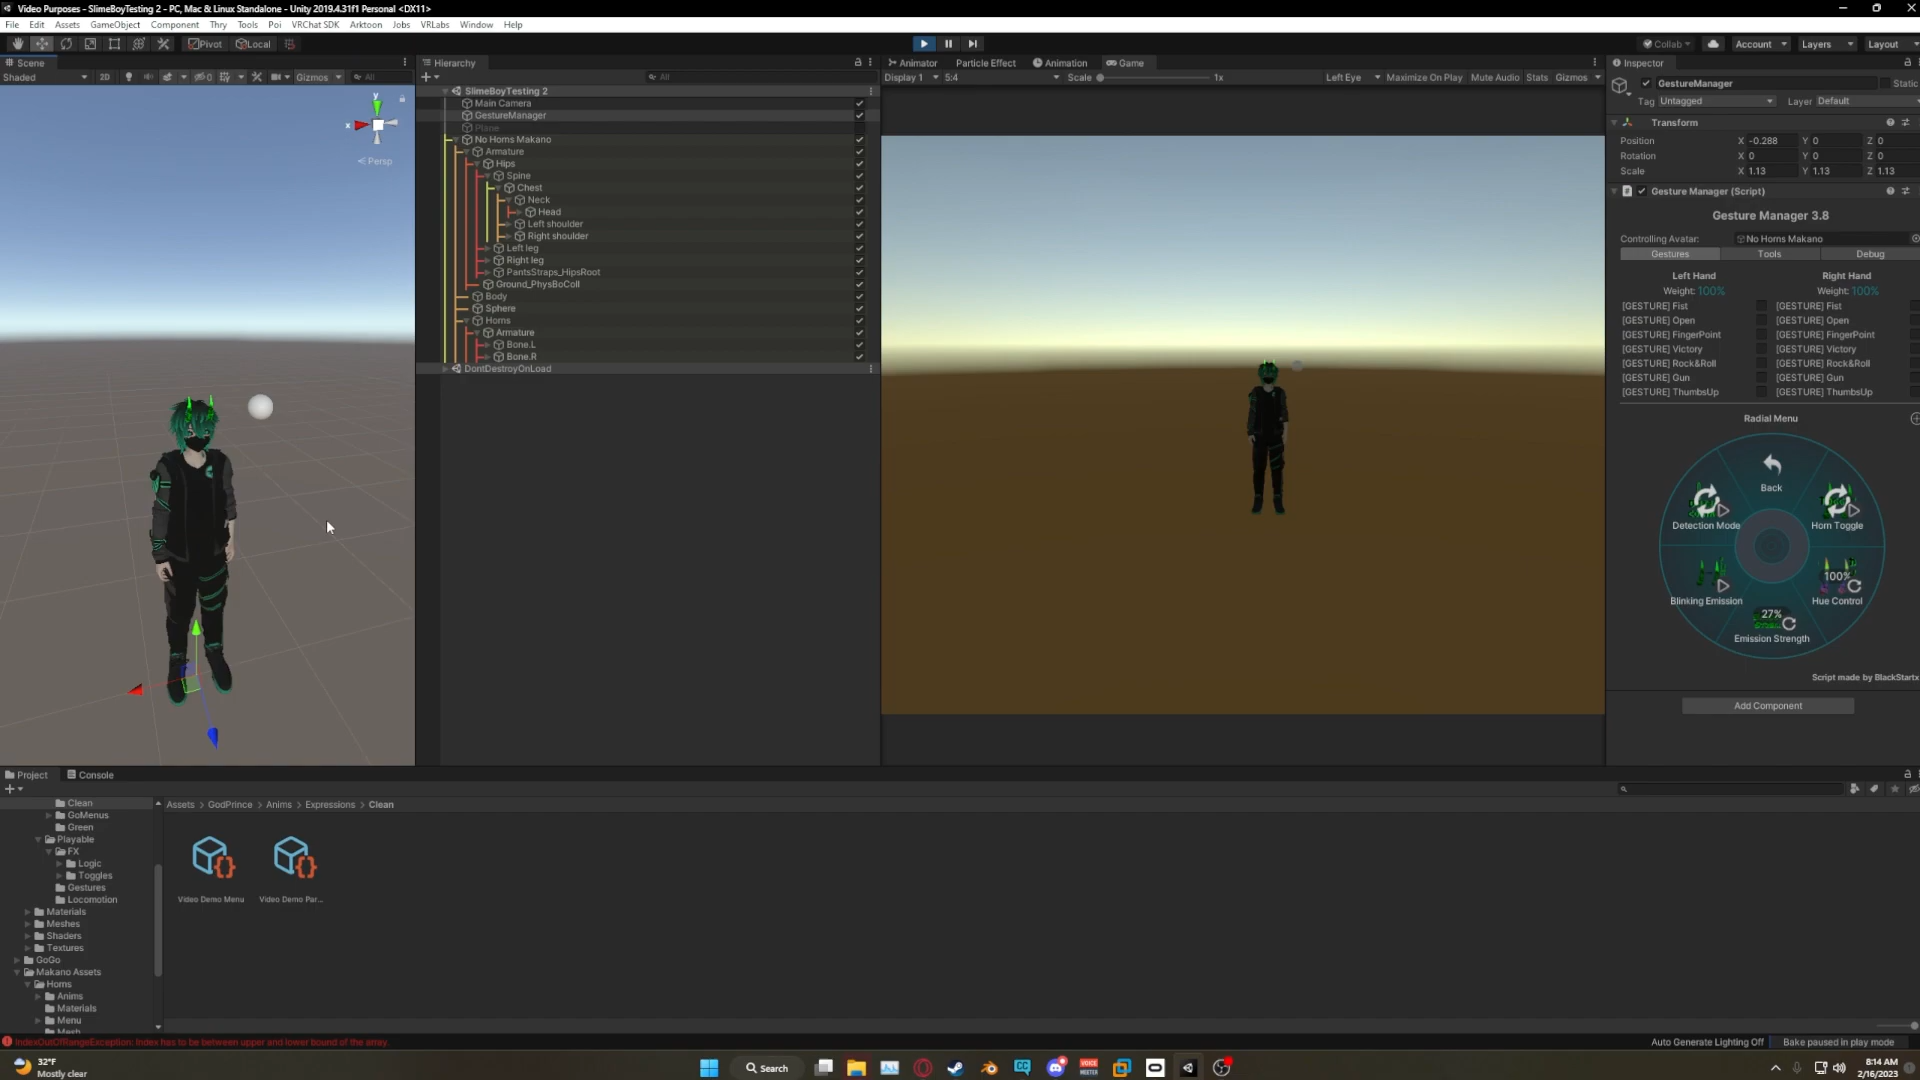 Video Purposes - SlimeBoyTesting 2 - PC, Mac & Linux Standalone - Unity 2019.4.31f1 Personal <DX11>
File Edit Assets GameObject Component Thry Tools Poi VRChat SDK Arktoon Jobs VRLabs Window Help
Pivot Local Collab Account Layers Layout
Scene
Shaded 2D 0 Gizmos All
y
x
Persp
Hierarchy
All
SlimeBoyTesting 2
Main Camera
GestureManager
Plane
No Horns Makano
Armature
Hips
Spine
Chest
Neck
Head
Left shoulder
Right shoulder
Left leg
Right leg
PantsStraps_HipsRoot
Ground_PhysBoColl
Body
Sphere
Horns
Armature
Bone.L
Bone.R
DontDestroyOnLoad
Animator Particle Effect Animation Game
Display 1 5:4 Scale 1x Left Eye Maximize On Play Mute Audio Stats Gizmos
Inspector
GestureManager Static
Tag Untagged Layer Default
Transform
Position X -0.288 Y 0 Z 0
Rotation X 0 Y 0 Z 0
Scale X 1.13 Y 1.13 Z 1.13
Gesture Manager (Script)
Gesture Manager 3.8
Controlling Avatar: No Horns Makano
Gestures Tools Debug
Left Hand Right Hand
Weight: 100% Weight: 100%
[GESTURE] Fist [GESTURE] Fist
[GESTURE] Open [GESTURE] Open
[GESTURE] FingerPoint [GESTURE] FingerPoint
[GESTURE] Victory [GESTURE] Victory
[GESTURE] Rock&Roll [GESTURE] Rock&Roll
[GESTURE] Gun [GESTURE] Gun
[GESTURE] ThumbsUp [GESTURE] ThumbsUp
Radial Menu
Back
Detection Mode Horn Toggle
100%
Blinking Emission Hue Control
27%
Emission Strength
Script made by BlackStartx
Add Component
Project Console
Clean
GoMenus
Green
Playable
FX
Logic
Toggles
Gestures
Locomotion
Materials
Meshes
Shaders
Textures
GoGo
Makano Assets
Horns
Anims
Materials
Menu
Mesh
Assets > GodPrince > Anims > Expressions > Clean
Video Demo Menu Video Demo Par...
IndexOutOfRangeException: Index has to be between upper and lower bound of the array.
Auto Generate Lighting Off Bake paused in play mode
32°F
Mostly clear
Search
VOICE
MEETER
8:14 AM
2/16/2023